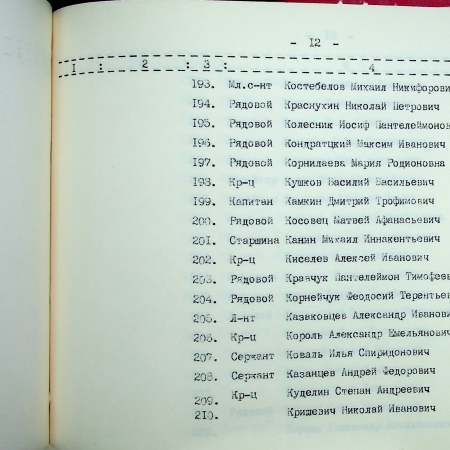 - 12 -
I : 2 : 3 : 4
193. Мл.с-нт Костебелов Михаил Никифорови
194. Рядовой Краснухин Николай Петрович
195. Рядовой Колесник Иосиф Пантелеймоно
196. Рядовой Кондратцкий Максим Иванович
197. Рядовой Корнилаева Мария Родионовна
198. Кр-ц Кушков Василий Васильевич
199. Капитан Камкин Дмитрий Трофимович
200. Рядовой Косовец Матвей Афанасьевич
201. Старшина Канин Михаил Иннакентьевич
202. Кр-ц Киселев Алексей Иванович
203. Рядовой Кравчук Пантелеймон Тимофеев
204. Рядовой Корнейчук Феодосий Терентье
205. Л-нт Казаковцев Александр Иванови
206. Кр-ц Король Александр Емельянови
207. Сержант Коваль Илья Спиридонович
208. Сержант Казанцев Андрей Федорович
209. Кр-ц Куделин Степан Андреевич
210. Кришевич Николай Иванович